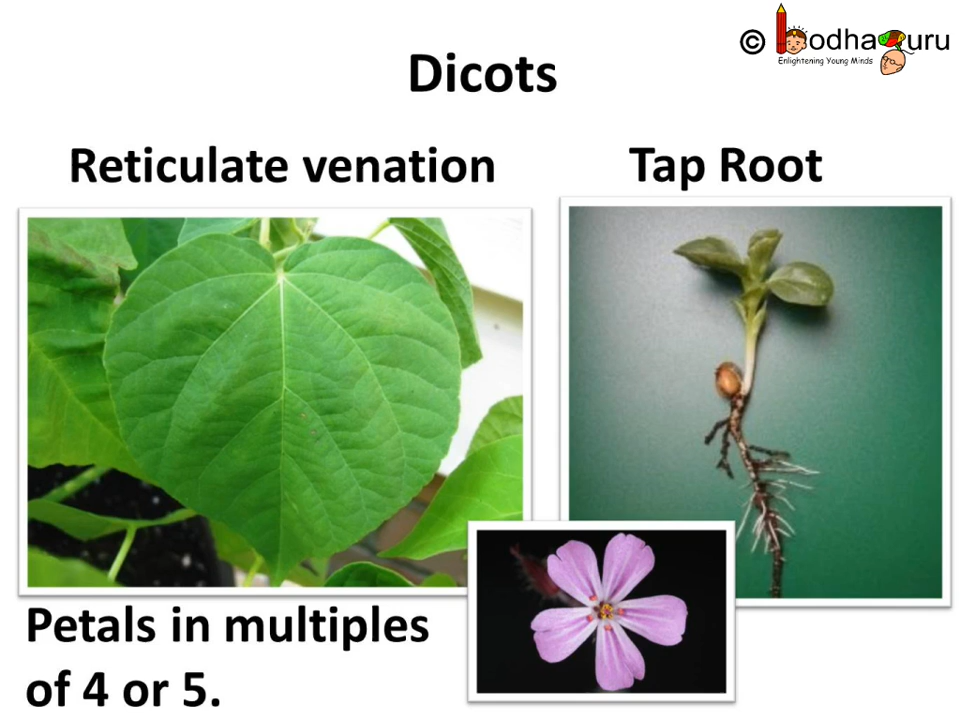 © BodhaGuru
Enlightening Young Minds
Dicots
Reticulate venation
Tap Root
Petals in multiples
of 4 or 5.